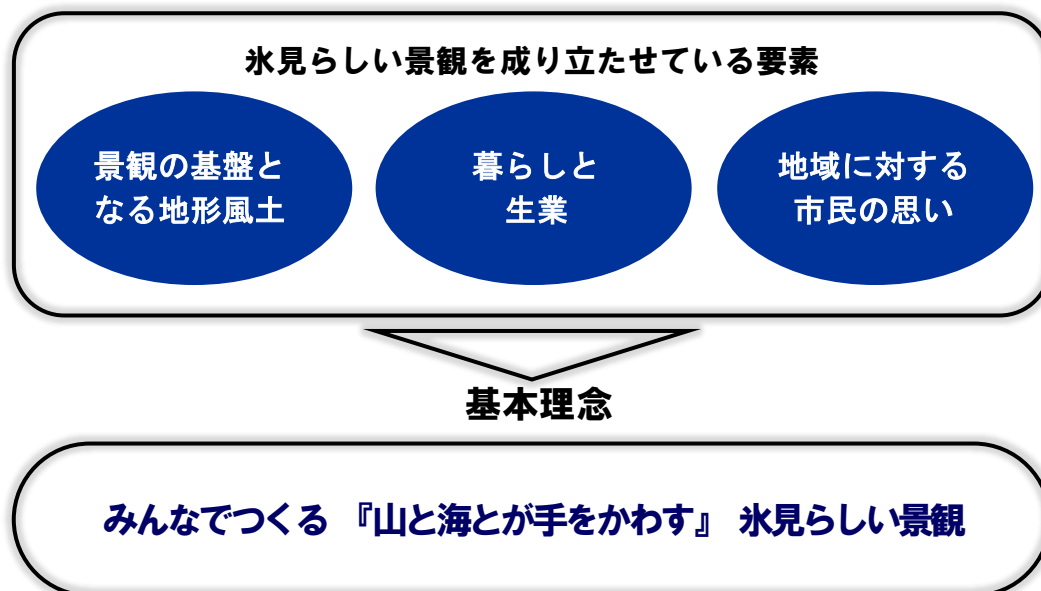 氷見らしい景観を成り立たせている要素
景観の基盤と
なる地形風土
暮らしと
生業
地域に対する
市民の思い
基本理念
みんなでつくる 『山と海とが手をかわす』 氷見らしい景観